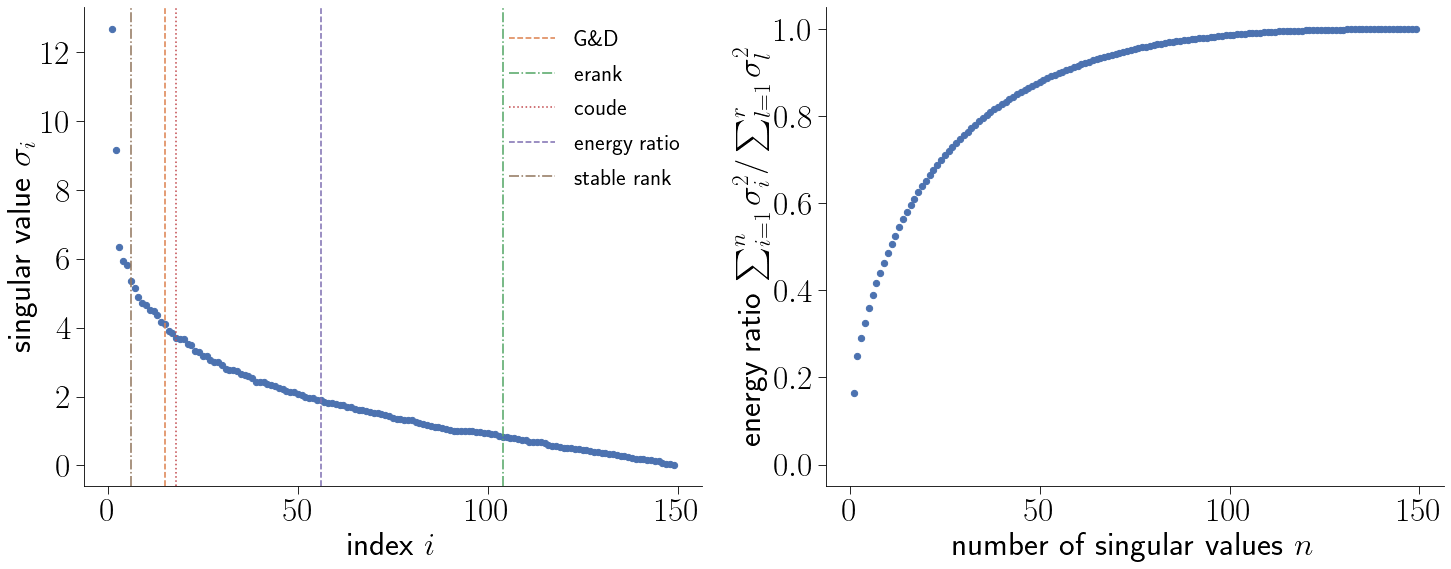 singular value σ_i
12
10
8
6
4
2
0
0
50
100
150
index i
G&D
erank
coude
energy ratio
stable rank
energy ratio ∑_{i=1}^{n} σ_i^2 / ∑_{l=1}^{r} σ_l^2
1.0
0.8
0.6
0.4
0.2
0.0
0
50
100
150
number of singular values n